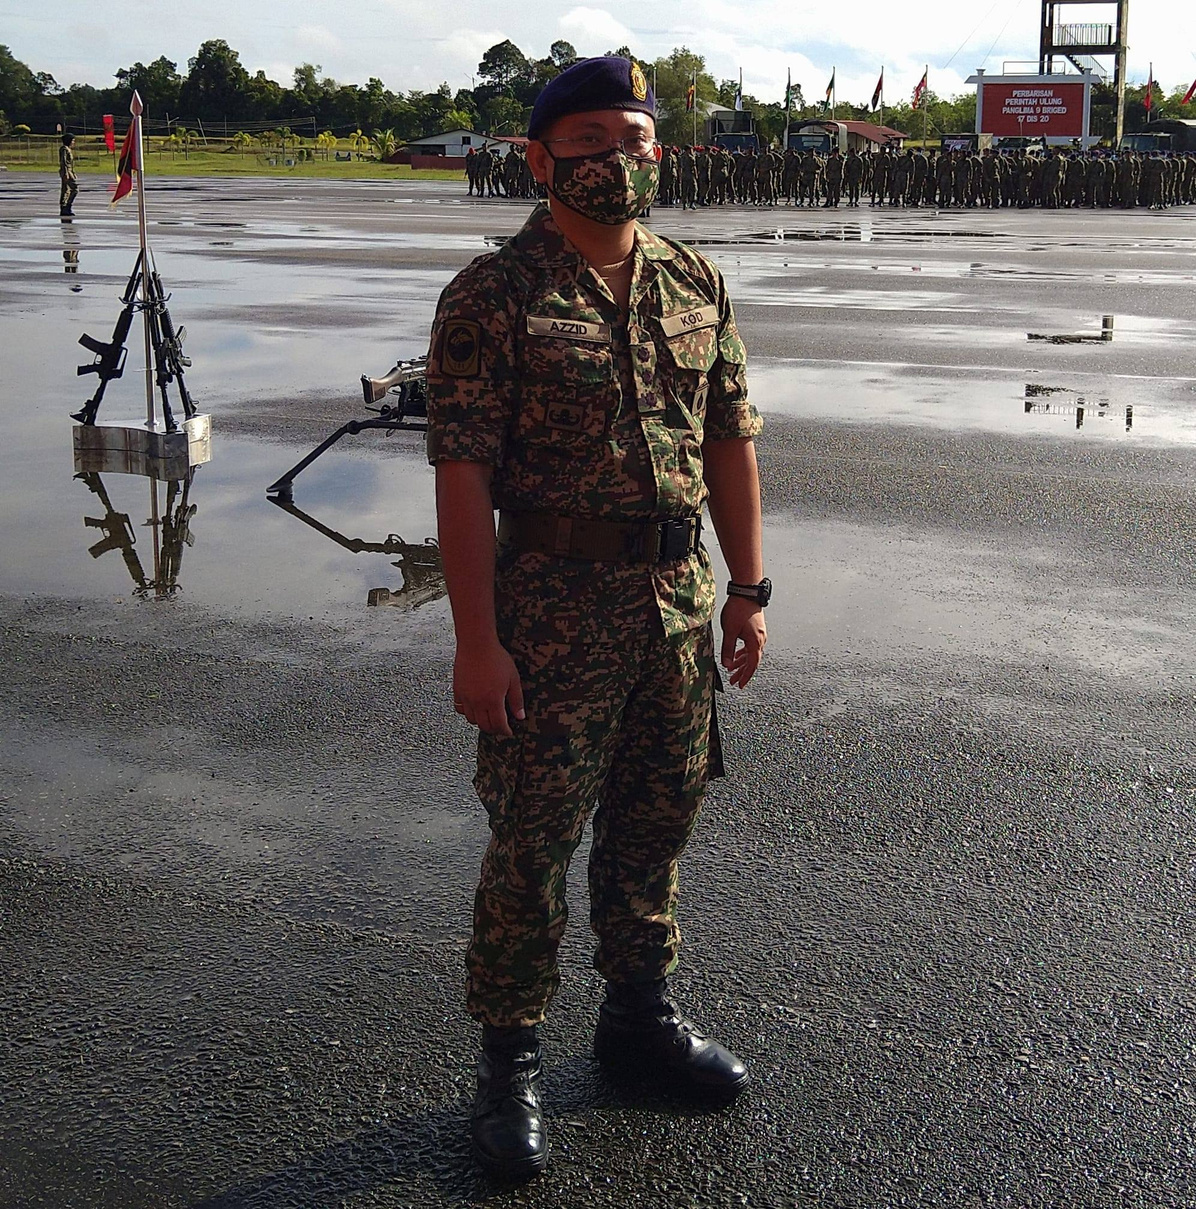 PERBARISAN
PERINTAH ULUNG
PANGLIMA 9 BRIGED
17 DIS 20
AZZID
KOD